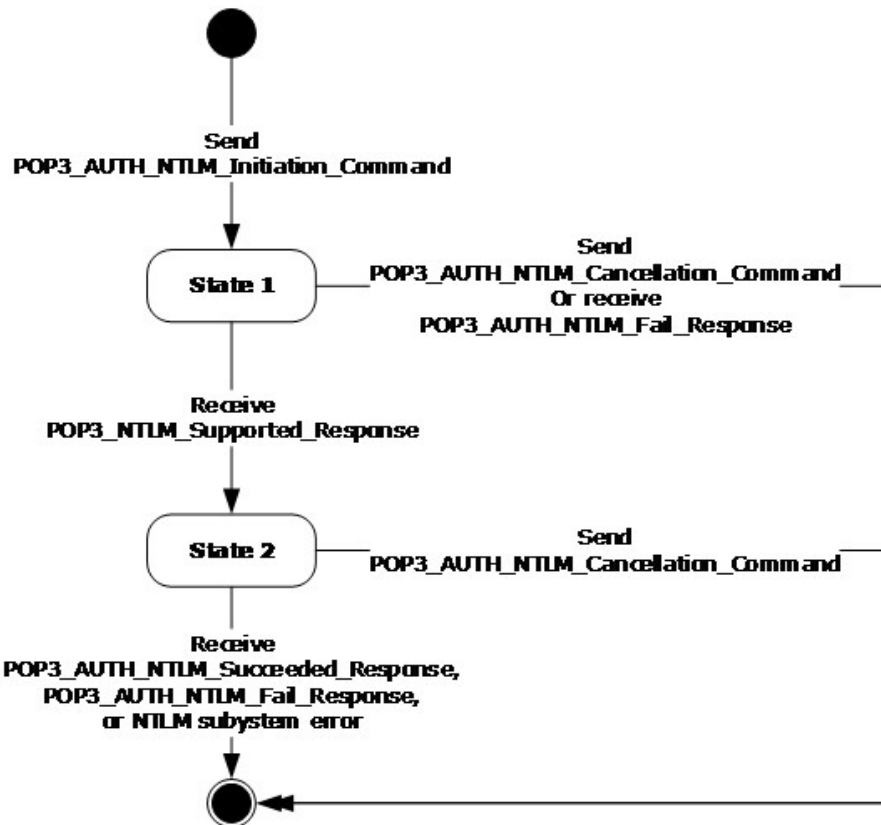 Send
POP3_AUTH_NTLM_Initiation_Command
State 1
Send
POP3_AUTH_NTLM_Cancellation_Command
Or receive
POP3_AUTH_NTLM_Fail_Response
Receive
POP3_NTLM_Supported_Response
State 2
Send
POP3_AUTH_NTLM_Cancellation_Command
Receive
POP3_AUTH_NTLM_Succeeded_Response,
POP3_AUTH_NTLM_Fail_Response,
or NTLM subystem error